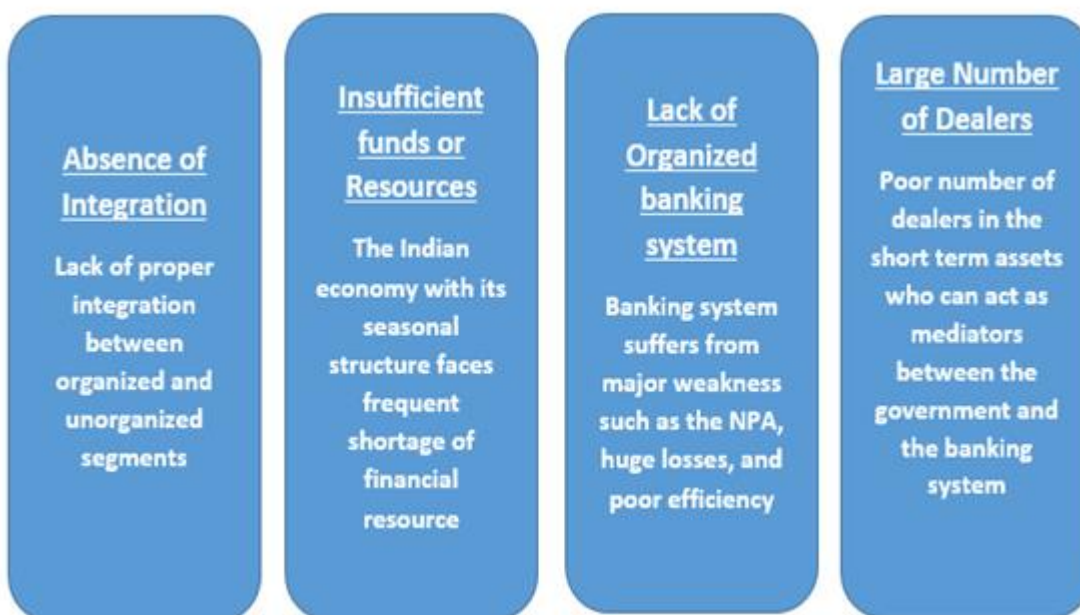 Absence of
Integration
Lack of proper
integration
between
organized and
unorganized
segments
Insufficient
funds or
Resources
The Indian
economy with its
seasonal
structure faces
frequent
shortage of
financial
resource
Lack of
Organized
banking
system
Banking system
suffers from
major weakness
such as the NPA,
huge losses, and
poor efficiency
Large Number
of Dealers
Poor number of
dealers in the
short term assets
who can act as
mediators
between the
government and
the banking
system